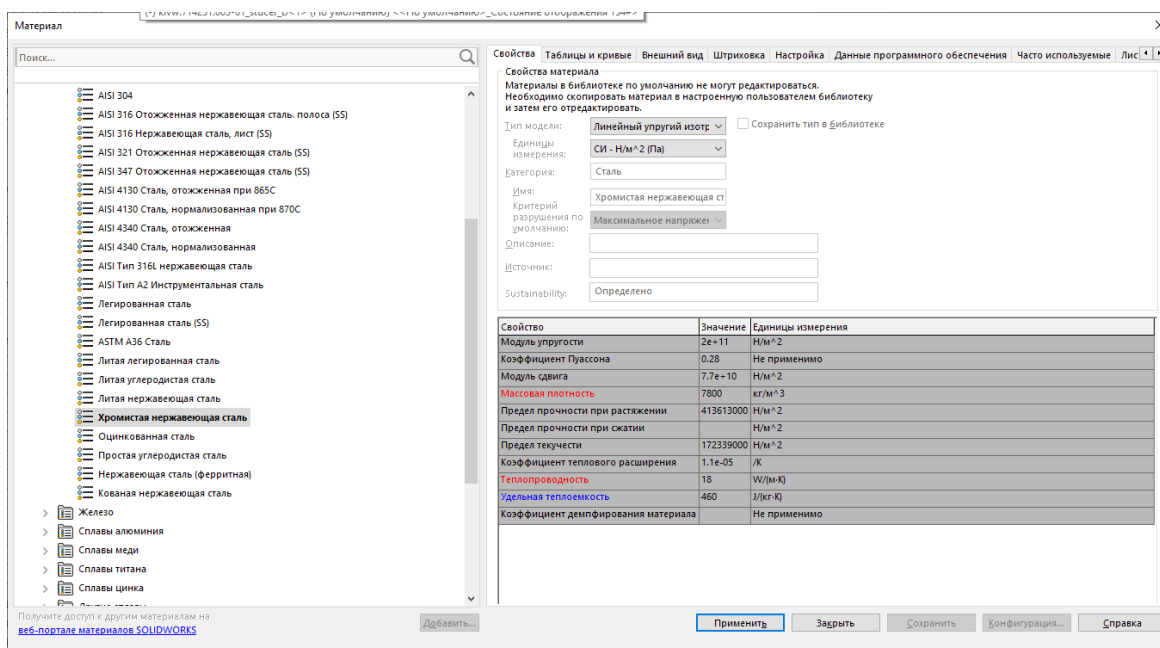 Материал
Поиск...
AISI 304
AISI 316 Отожженная нержавеющая сталь. полоса (SS)
AISI 316 Нержавеющая сталь, лист (SS)
AISI 321 Отожженная нержавеющая сталь (SS)
AISI 347 Отожженная нержавеющая сталь (SS)
AISI 4130 Сталь, отожженная при 865C
AISI 4130 Сталь, нормализованная при 870C
AISI 4340 Сталь, отожженная
AISI 4340 Сталь, нормализованная
AISI Тип 316L нержавеющая сталь
AISI Тип A2 Инструментальная сталь
Легированная сталь
Легированная сталь (SS)
ASTM A36 Сталь
Литая легированная сталь
Литая углеродистая сталь
Литая нержавеющая сталь
Хромистая нержавеющая сталь
Оцинкованная сталь
Простая углеродистая сталь
Нержавеющая сталь (ферритная)
Кованая нержавеющая сталь
Железо
Сплавы алюминия
Сплавы меди
Сплавы титана
Сплавы цинка
Получите доступ к другим материалам на
веб-портале материалов SOLIDWORKS
Добавить...
Свойства Таблицы и кривые Внешний вид Штриховка Настройка Данные программного обеспечения Часто используемые Лис
Свойства материала
Материалы в библиотеке по умолчанию не могут редактироваться.
Необходимо скопировать материал в настроенную пользователем библиотеку
и затем его отредактировать.
Тип модели: Линейный упругий изотр Сохранить тип в библиотеке
Единицы измерения: СИ - Н/м^2 (Па)
Категория: Сталь
Имя: Хромистая нержавеющая ст
Критерий разрушения по умолчанию: Максимальное напряжен
Описание:
Источник:
Sustainability: Определено
Свойство Значение Единицы измерения
Модуль упругости 2e+11 Н/м^2
Коэффициент Пуассона 0.28 Не применимо
Модуль сдвига 7.7e+10 Н/м^2
Массовая плотность 7800 кг/м^3
Предел прочности при растяжении 413613000 Н/м^2
Предел прочности при сжатии Н/м^2
Предел текучести 172339000 Н/м^2
Коэффициент теплового расширения 1.1e-05 /K
Теплопроводность 18 W/(м·K)
Удельная теплоемкость 460 J/(кг·K)
Коэффициент демпфирования материала Не применимо
Применить Закрыть Сохранить Конфигурация... Справка